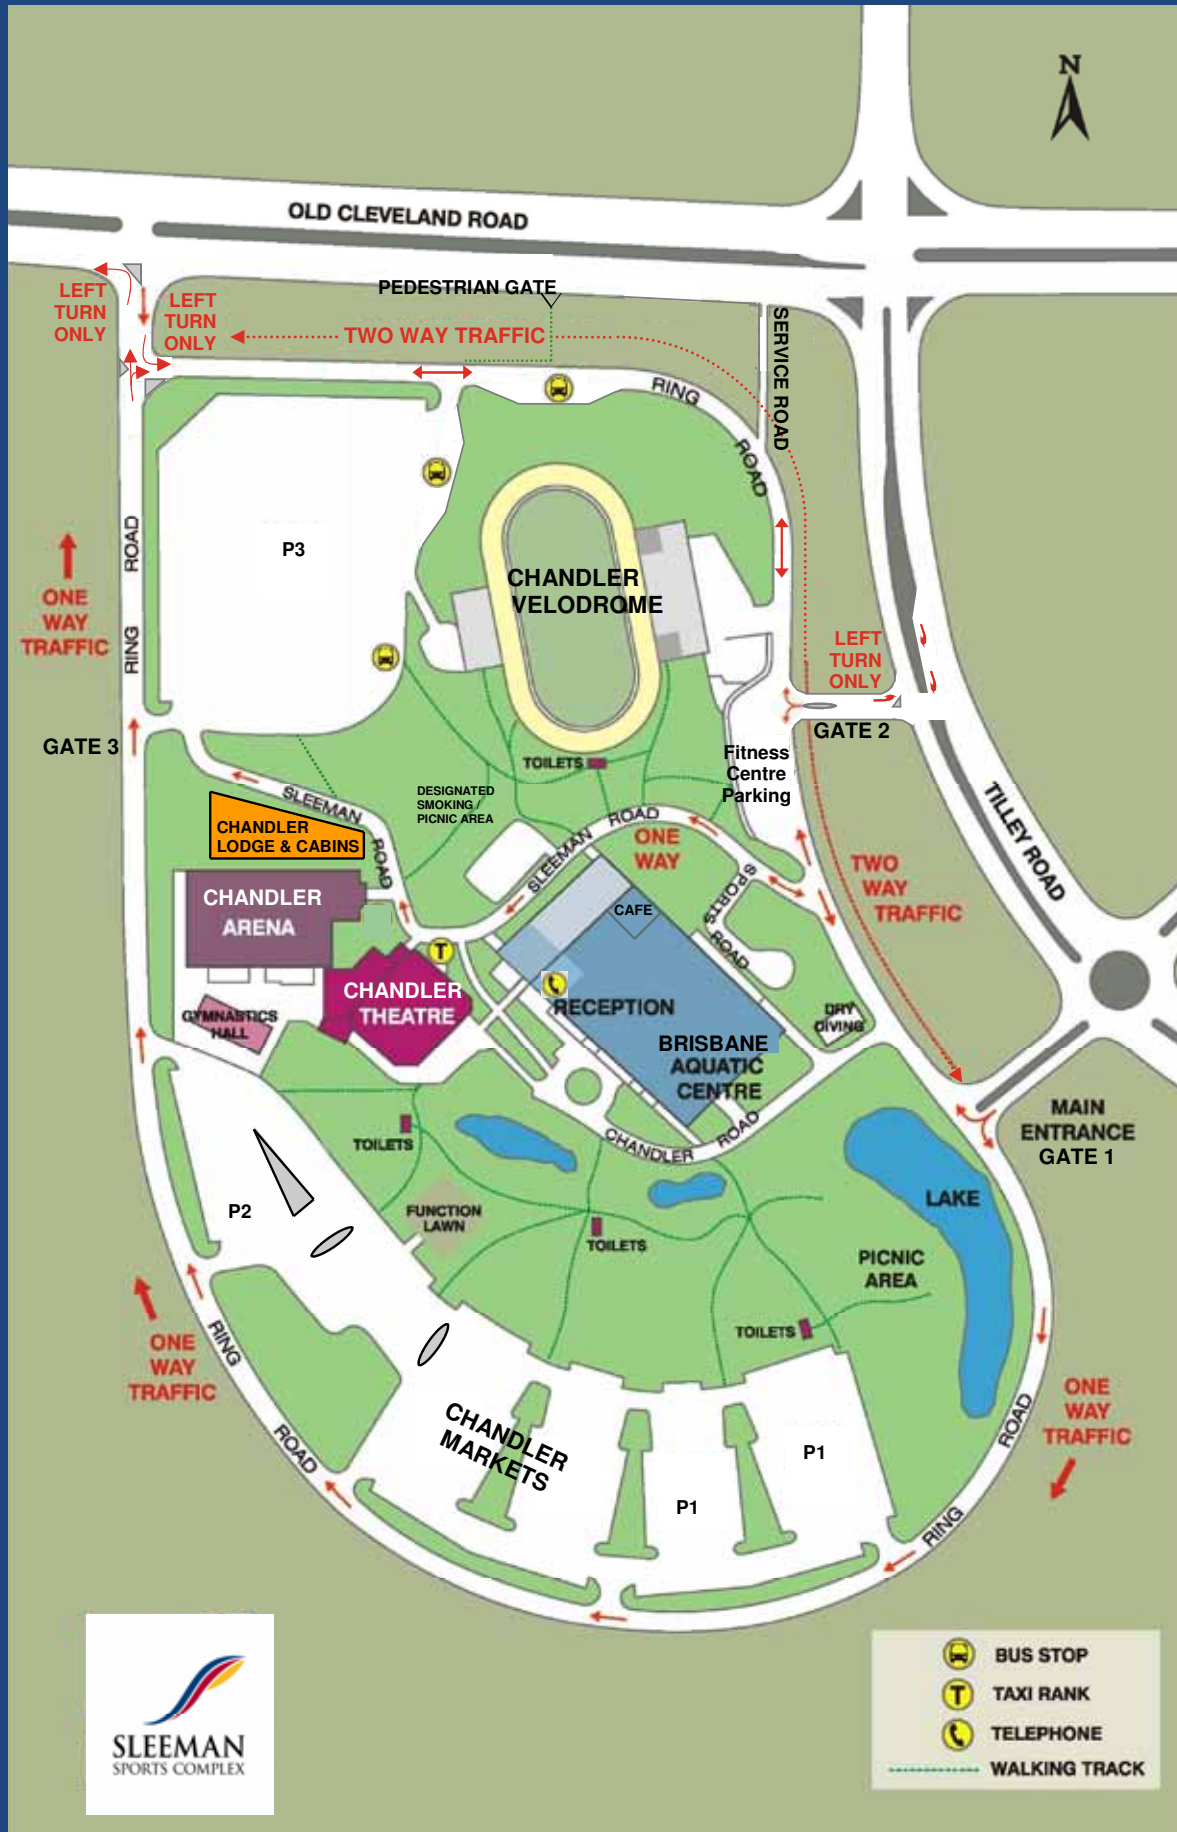 N
OLD CLEVELAND ROAD
PEDESTRIAN GATE
LEFT
TURN
ONLY
LEFT
TURN
ONLY
TWO WAY TRAFFIC
SERVICE ROAD
RING
ROAD
P3
CHANDLER
VELODROME
ROAD
RING
ONE
WAY
TRAFFIC
LEFT
TURN
ONLY
GATE 2
GATE 3
TOILETS
Fitness
Centre
Parking
DESIGNATED
SMOKING /
PICNIC AREA
SLEEMAN
ROAD
SLEEMAN
ROAD
ONE
WAY
TILLEY ROAD
CHANDLER
LODGE & CABINS
CHANDLER
ARENA
SPORTS
ROAD
TWO
WAY
TRAFFIC
CAFE
T
CHANDLER
THEATRE
GYMNASTICS
HALL
RECEPTION
DRY
DIVING
BRISBANE
AQUATIC
CENTRE
MAIN
ENTRANCE
GATE 1
TOILETS
CHANDLER
ROAD
LAKE
P2
FUNCTION
LAWN
TOILETS
PICNIC
AREA
TOILETS
ONE
WAY
TRAFFIC
RING
ROAD
CHANDLER
MARKETS
P1
P1
ONE
WAY
TRAFFIC
ROAD
RING
SLEEMAN
SPORTS COMPLEX
BUS STOP
T TAXI RANK
TELEPHONE
WALKING TRACK